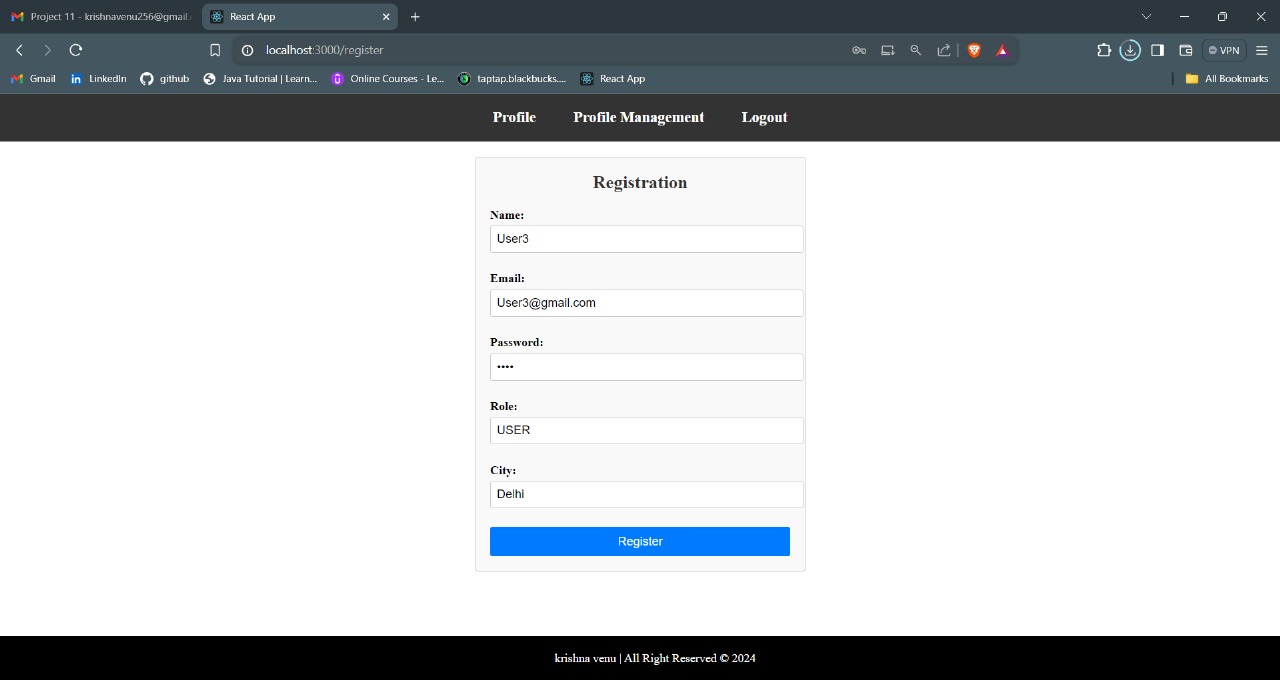 Project 11 - krishnavenu256@gmail.
React App
localhost:3000/register
VPN
Gmail
LinkedIn
github
Java Tutorial | Learn...
Online Courses - Le...
taptap.blackbucks....
React App
All Bookmarks
Profile
Profile Management
Logout
Registration
Name:
User3
Email:
User3@gmail.com
Password:
••••
Role:
USER
City:
Delhi
Register
krishna venu | All Right Reserved © 2024